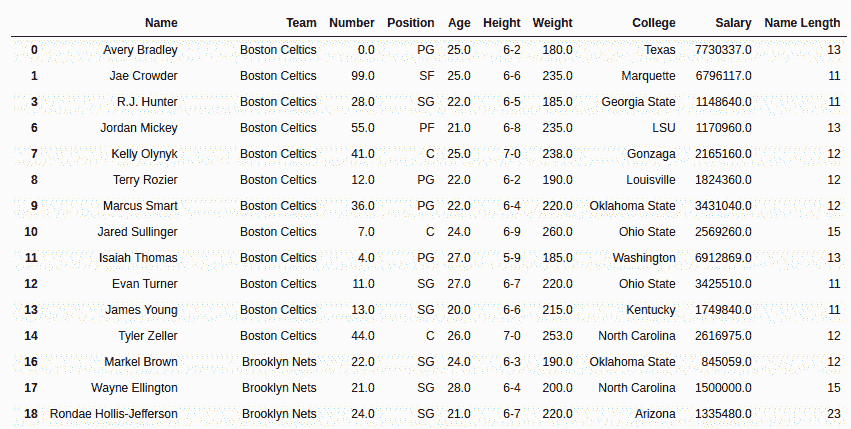 Name Team Number Position Age Height Weight College Salary Name Length
0 Avery Bradley Boston Celtics 0.0 PG 25.0 6-2 180.0 Texas 7730337.0 13
1 Jae Crowder Boston Celtics 99.0 SF 25.0 6-6 235.0 Marquette 6796117.0 11
3 R.J. Hunter Boston Celtics 28.0 SG 22.0 6-5 185.0 Georgia State 1148640.0 11
6 Jordan Mickey Boston Celtics 55.0 PF 21.0 6-8 235.0 LSU 1170960.0 13
7 Kelly Olynyk Boston Celtics 41.0 C 25.0 7-0 238.0 Gonzaga 2165160.0 12
8 Terry Rozier Boston Celtics 12.0 PG 22.0 6-2 190.0 Louisville 1824360.0 12
9 Marcus Smart Boston Celtics 36.0 PG 22.0 6-4 220.0 Oklahoma State 3431040.0 12
10 Jared Sullinger Boston Celtics 7.0 C 24.0 6-9 260.0 Ohio State 2569260.0 15
11 Isaiah Thomas Boston Celtics 4.0 PG 27.0 5-9 185.0 Washington 6912869.0 13
12 Evan Turner Boston Celtics 11.0 SG 27.0 6-7 220.0 Ohio State 3425510.0 11
13 James Young Boston Celtics 13.0 SG 20.0 6-6 215.0 Kentucky 1749840.0 11
14 Tyler Zeller Boston Celtics 44.0 C 26.0 7-0 253.0 North Carolina 2616975.0 12
16 Markel Brown Brooklyn Nets 22.0 SG 24.0 6-3 190.0 Oklahoma State 845059.0 12
17 Wayne Ellington Brooklyn Nets 21.0 SG 28.0 6-4 200.0 North Carolina 1500000.0 15
18 Rondae Hollis-Jefferson Brooklyn Nets 24.0 SG 21.0 6-7 220.0 Arizona 1335480.0 23